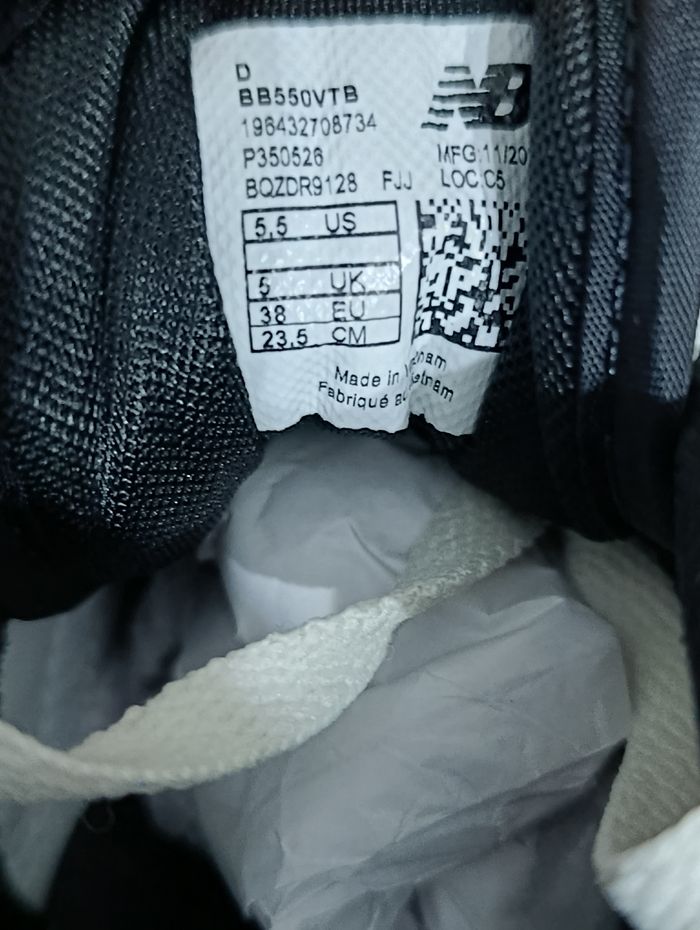 D
BB550VTB
NB
196432708734
P350526 MFG:11/20
BQZDR9128 FJJ LOC:C5
5,5 US
5 UK
38 EU
23,5 CM
Made in
Fabriqué